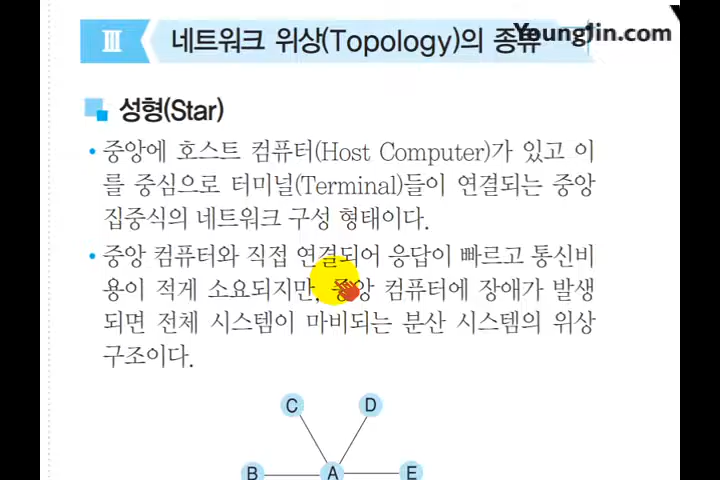 Ⅲ 네트워크 위상(Topology)의 종류
YoungJin.com
성형(Star)
• 중앙에 호스트 컴퓨터(Host Computer)가 있고 이
를 중심으로 터미널(Terminal)들이 연결되는 중앙
집중식의 네트워크 구성 형태이다.
• 중앙 컴퓨터와 직접 연결되어 응답이 빠르고 통신비
용이 적게 소요되지만, 중앙 컴퓨터에 장애가 발생
되면 전체 시스템이 마비되는 분산 시스템의 위상
구조이다.
C D
B A E